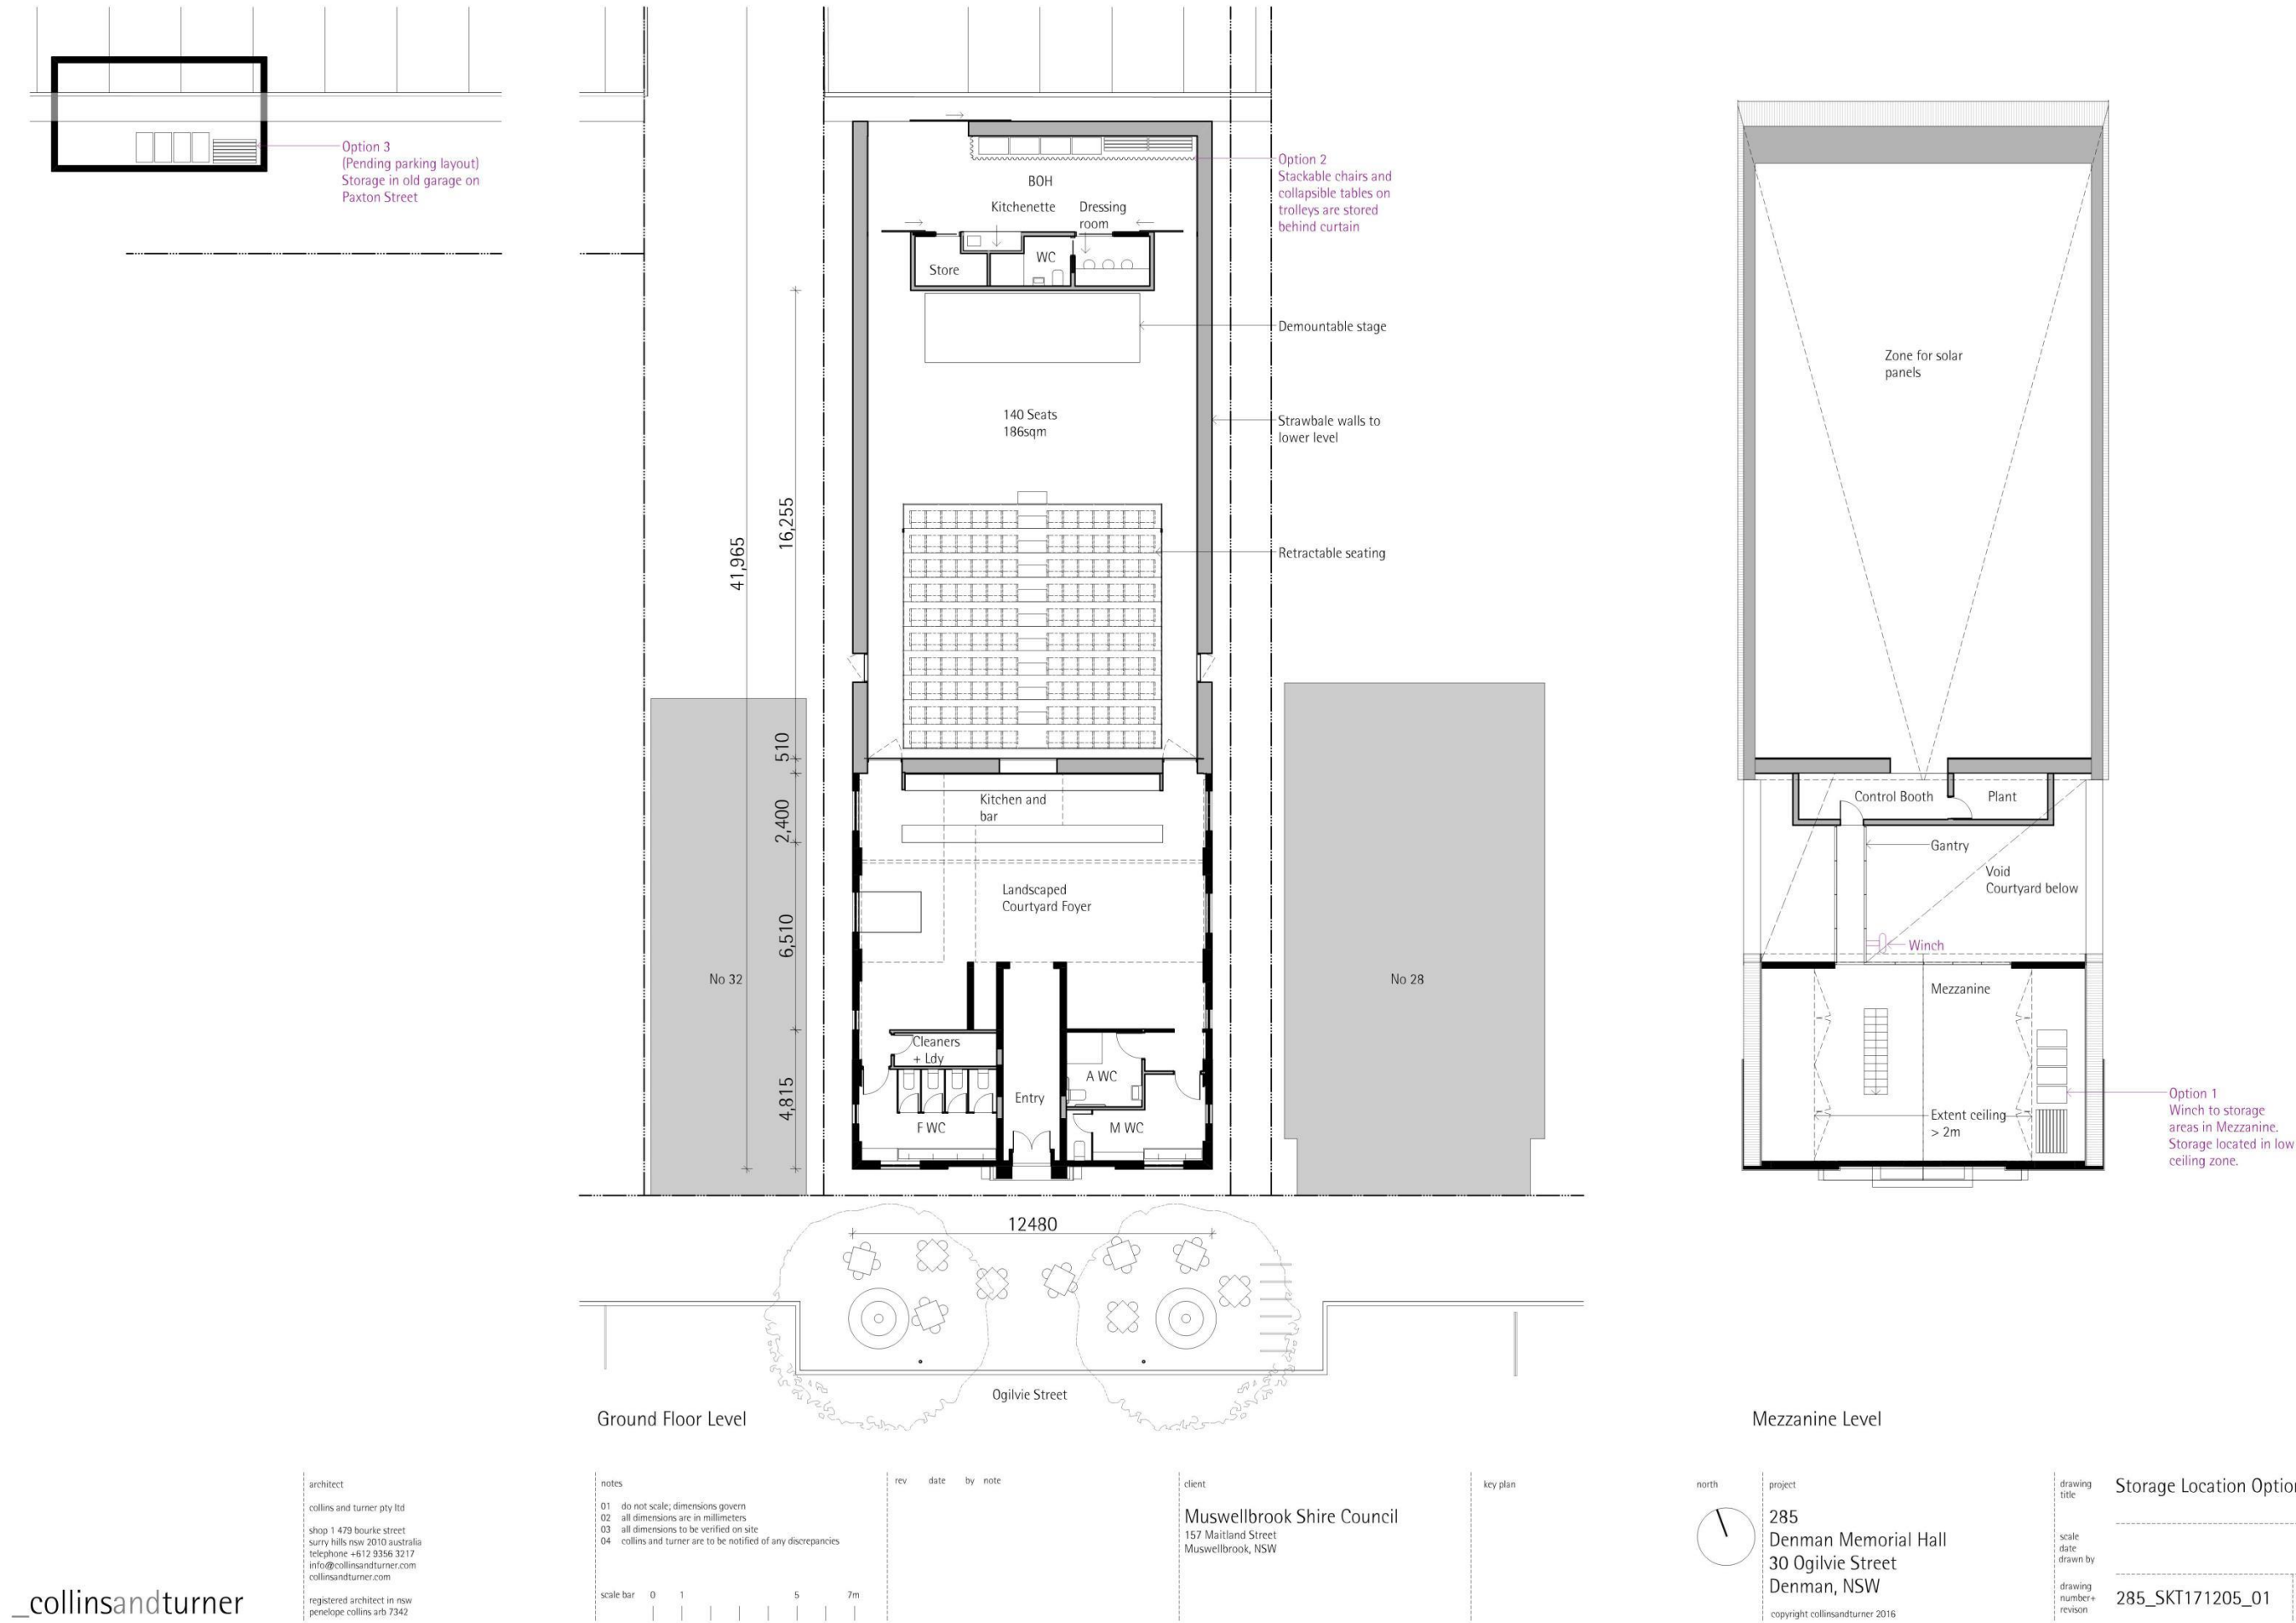 Option 3
(Pending parking layout)
Storage in old garage on
Paxton Street
Option 2
Stackable chairs and
collapsible tables on
trolleys are stored
behind curtain
BOH
Kitchenette
Dressing
room
Store
WC
Demountable stage
140 Seats
186sqm
Strawbale walls to
lower level
Retractable seating
41,965
16,255
510
2,400
6,510
4,815
Kitchen and
bar
Landscaped
Courtyard Foyer
No 32
No 28
Cleaners
+ Ldy
A WC
Entry
F WC
M WC
12480
Ogilvie Street
Ground Floor Level
Zone for solar
panels
Control Booth
Plant
Gantry
Void
Courtyard below
Winch
Mezzanine
Extent ceiling
> 2m
Option 1
Winch to storage
areas in Mezzanine.
Storage located in low
ceiling zone.
Mezzanine Level
_collinsandturner
architect
collins and turner pty ltd
shop 1 479 bourke street
surry hills nsw 2010 australia
telephone +612 9356 3217
info@collinsandturner.com
collinsandturner.com
registered architect in nsw
penelope collins arb 7342
notes
01 do not scale; dimensions govern
02 all dimensions are in millimeters
03 all dimensions to be verified on site
04 collins and turner are to be notified of any discrepancies
scale bar 0 1 5 7m
rev date by note
client
Muswellbrook Shire Council
157 Maitland Street
Muswellbrook, NSW
key plan
north
project
285
Denman Memorial Hall
30 Ogilvie Street
Denman, NSW
copyright collinsandturner 2016
drawing
title
Storage Location Optio
scale
date
drawn by
drawing
number+
revison
285_SKT171205_01